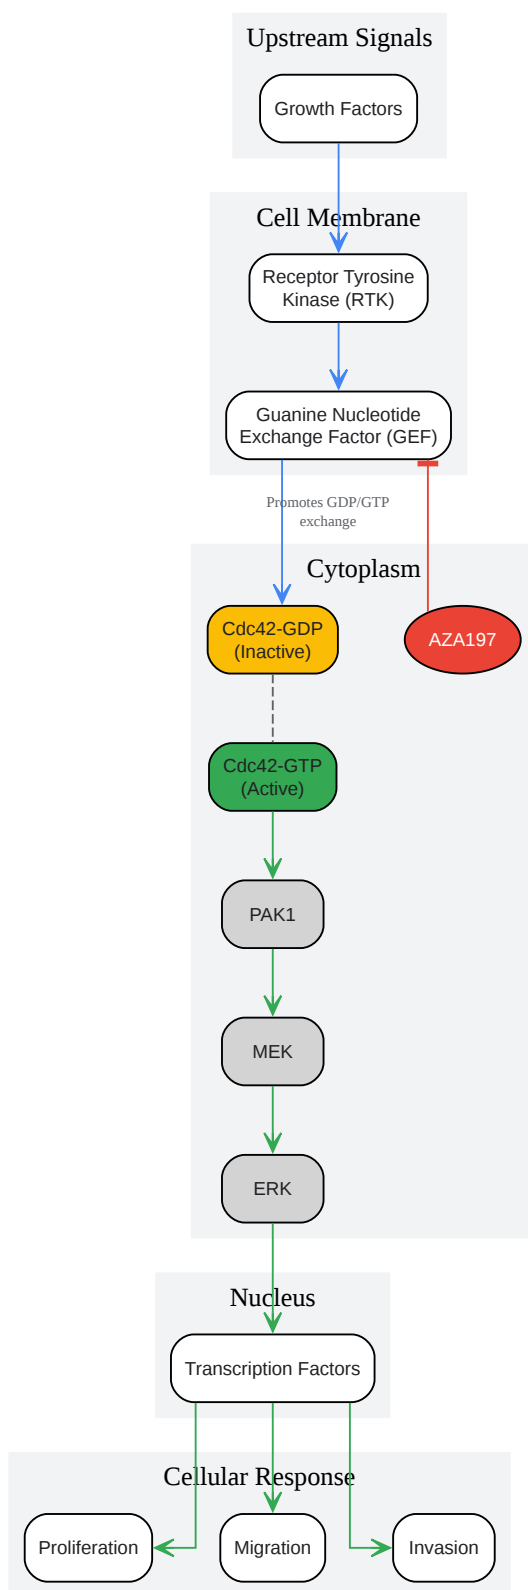 Upstream Signals
Growth Factors
Cell Membrane
Receptor Tyrosine
Kinase (RTK)
Guanine Nucleotide
Exchange Factor (GEF)
Promotes GDP/GTP
exchange
Cytoplasm
Cdc42-GDP
(Inactive)
AZA197
Cdc42-GTP
(Active)
PAK1
MEK
ERK
Nucleus
Transcription Factors
Cellular Response
Proliferation
Migration
Invasion